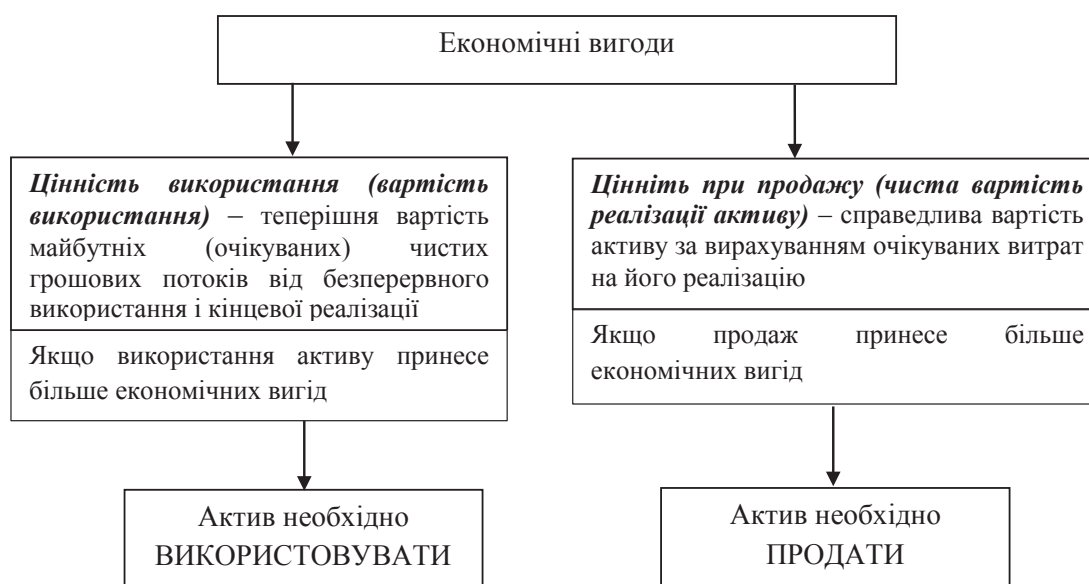 Економічні вигоди
Цінність використання (вартість
використання) – теперішня вартість
майбутніх (очікуваних) чистих
грошових потоків від безперервного
використання і кінцевої реалізації
Якщо використання активу принесе
більше економічних вигід
Актив необхідно
ВИКОРИСТОВУВАТИ
Цінніть при продажу (чиста вартість
реалізації активу) – справедлива вартість
активу за вирахуванням очікуваних витрат
на його реалізацію
Якщо продаж принесе більше
економічних вигід
Актив необхідно
ПРОДАТИ